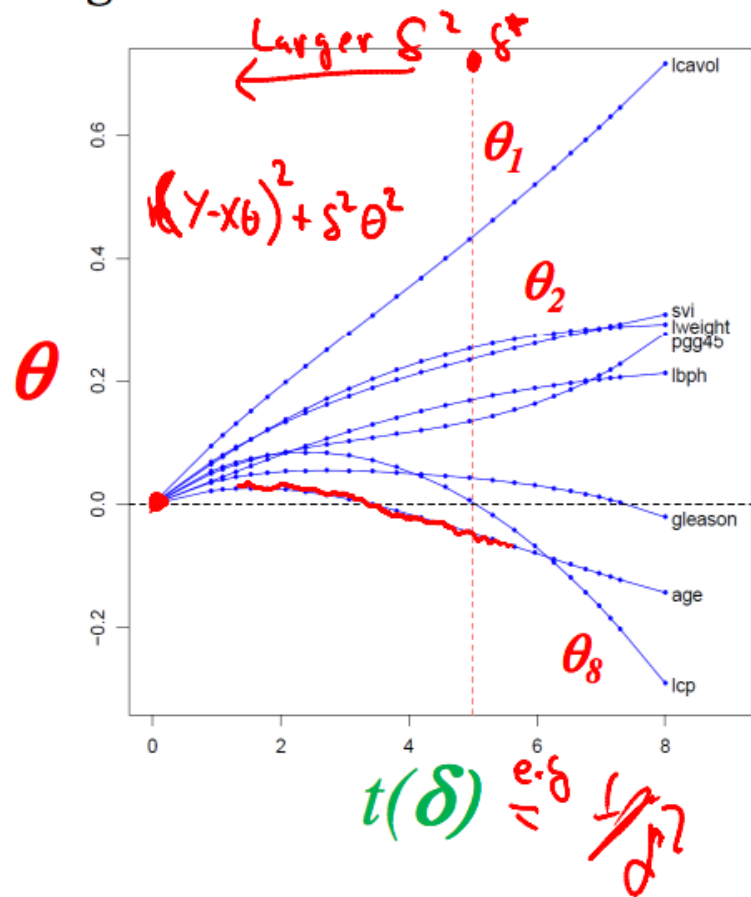 Larger δ² δ*
lcavol
0.6
θ₁
(Y-Xθ)² + δ²θ²
0.4
θ₂
svi
lweight
pgg45
θ
0.2
lbph
0.0
gleason
age
-0.2
θ₈
lcp
0 2 4 6 8
t(δ) = e.g 1/δ²